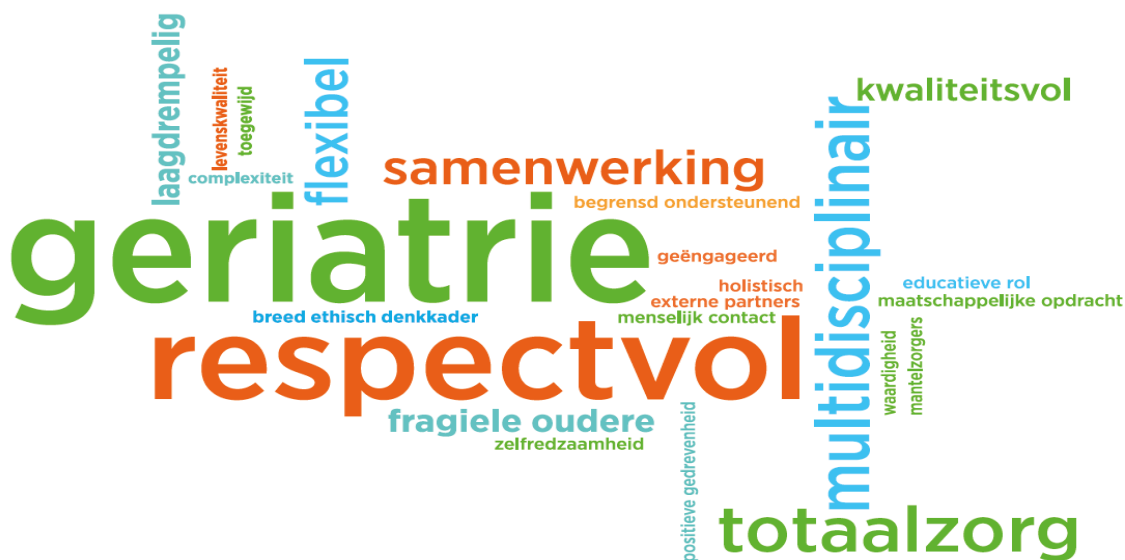 laagdrempelig
levenskwaliteit
toegewijd
flexibel
kwaliteitsvol
complexiteit
samenwerking
begrensd ondersteunend
geriatrie
multidisciplinair
geëngageerd
holistisch
educatieve rol
externe partners
maatschappelijke opdracht
breed ethisch denkkader
menselijk contact
respectvol
waardigheid
mantelzorgers
fragiele oudere
zelfredzaamheid
positieve gedrevenheid
totaalzorg